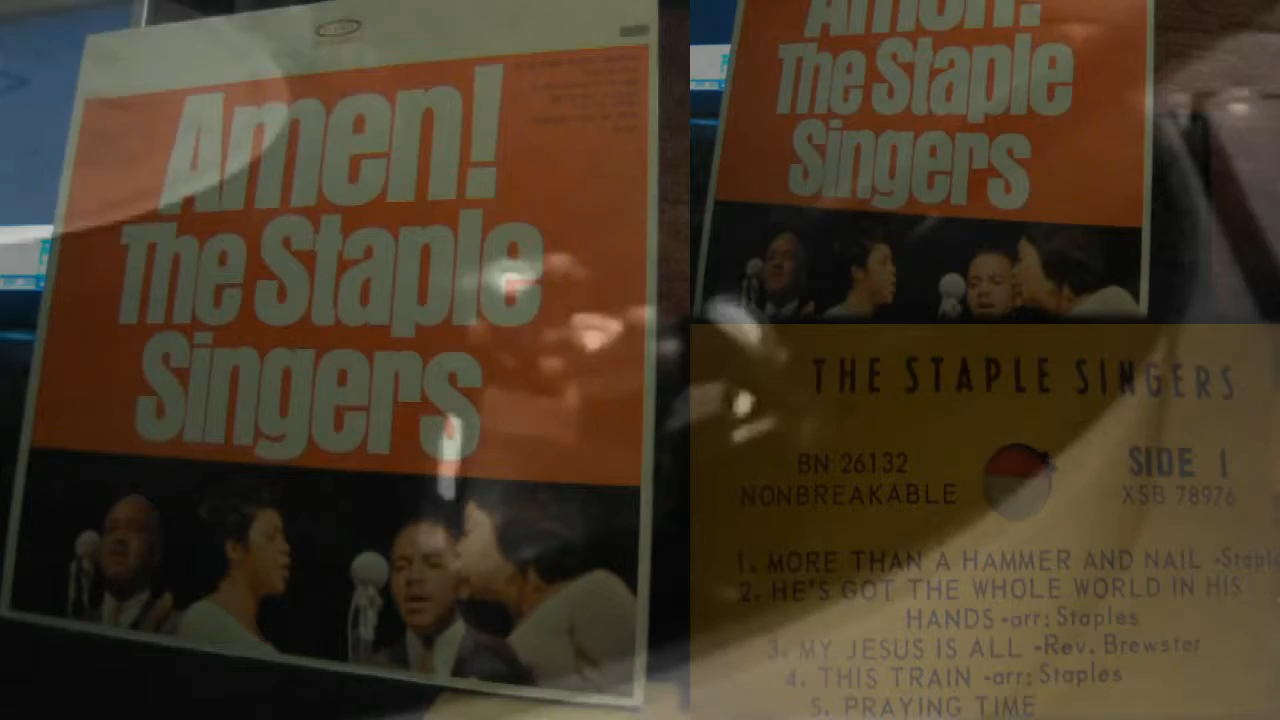 Amen!
The Staple
Singers
Amen!
The Staple
Singers
THE STAPLE SINGERS
BN 26132
NONBREAKABLE
SIDE 1
XSB 78976
1. MORE THAN A HAMMER AND NAIL -Staple
2. HE'S GOT THE WHOLE WORLD IN HIS
HANDS -arr: Staples
3. MY JESUS IS ALL -Rev. Brewster
4. THIS TRAIN -arr: Staples
5. PRAYING TIME